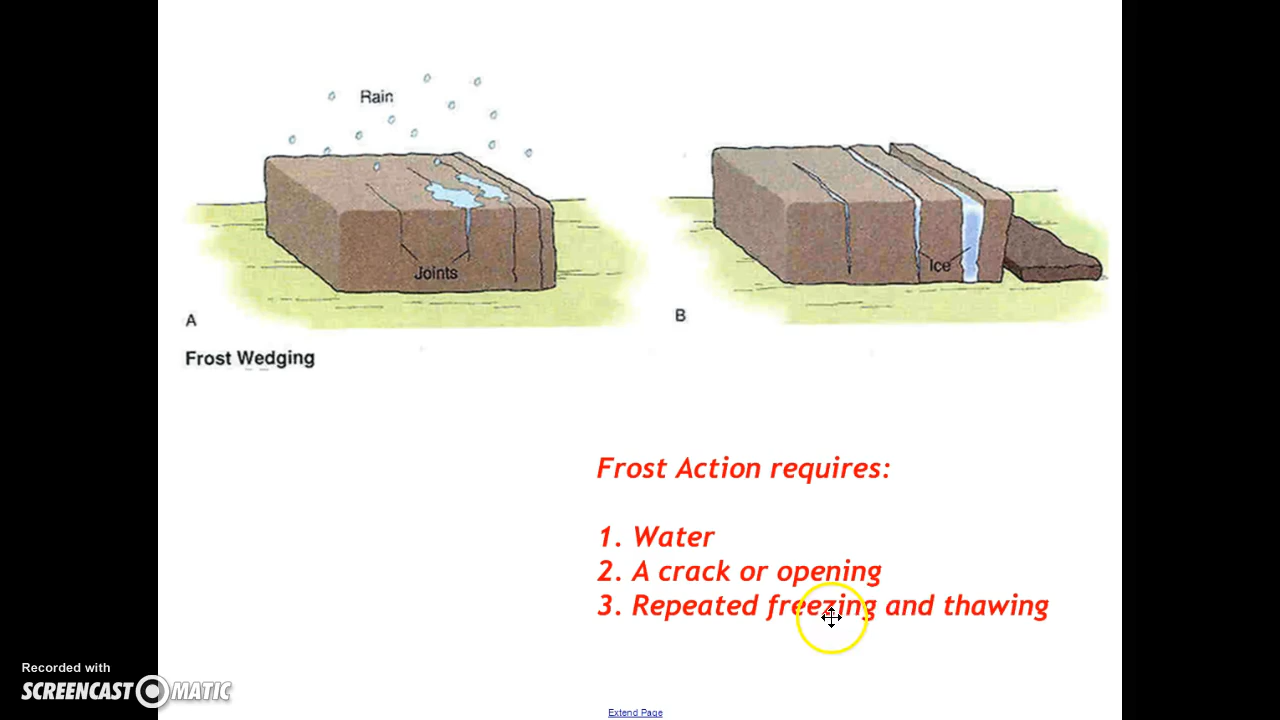 Rain
Joints
Ice
A
B
Frost Wedging
Frost Action requires:
1. Water
2. A crack or opening
3. Repeated freezing and thawing
Recorded with
SCREENCAST MATIC
Extend Page